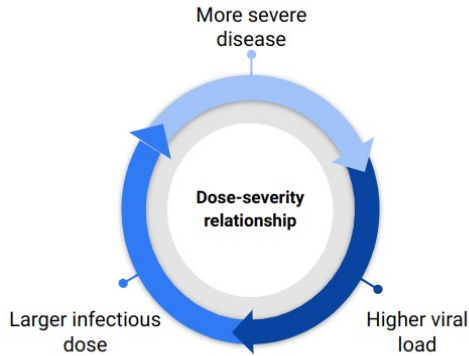 More severe
disease
Dose-severity
relationship
Larger infectious
dose
Higher viral
load